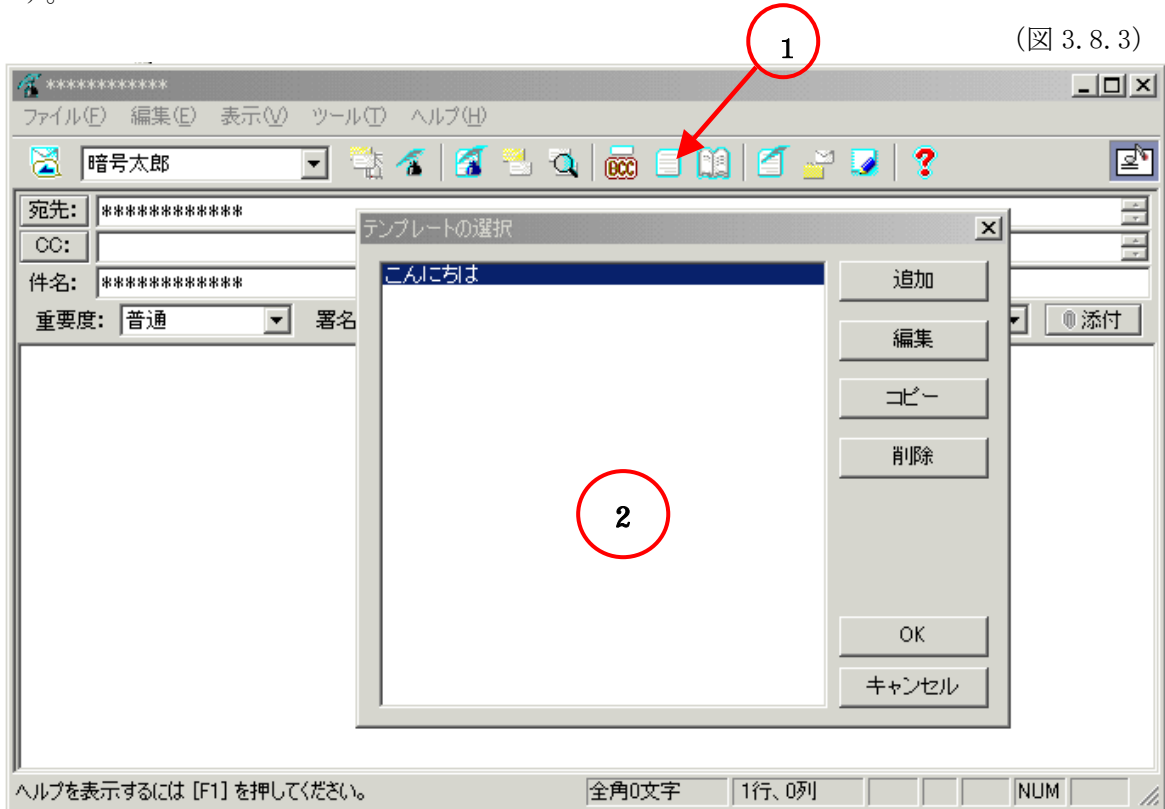 す。
1
(図 3.8.3)
************
ファイル(F) 編集(E) 表示(V) ツール(T) ヘルプ(H)
暗号太郎
BCC
?
宛先: ************
CC:
件名: ************
重要度: 普通 署名
添付
テンプレートの選択
こんにちは
追加
編集
コピー
削除
2
OK
キャンセル
ヘルプを表示するには [F1] を押してください。 全角0文字 1行、0列 NUM